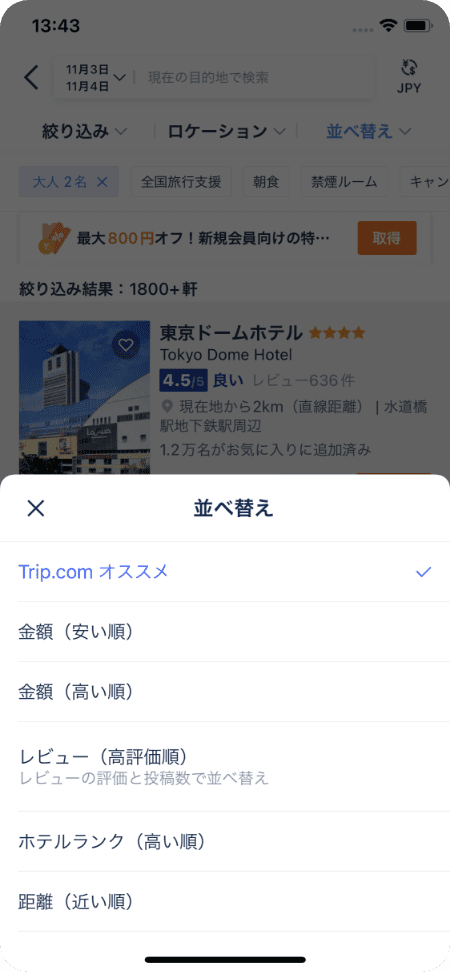 13:43
11月3日
11月4日
現在の目的地で検索
JPY
絞り込み
ロケーション
並べ替え
大人 2名 ×
全国旅行支援
朝食
禁煙ルーム
キャン
最大800円オフ！新規会員向けの特…
取得
絞り込み結果：1800+軒
東京ドームホテル
Tokyo Dome Hotel
4.5/5 良い レビュー636件
現在地から2km（直線距離） | 水道橋
駅地下鉄駅周辺
1.2万名がお気に入りに追加済み
並べ替え
Trip.com オススメ
金額（安い順）
金額（高い順）
レビュー（高評価順）
レビューの評価と投稿数で並べ替え
ホテルランク（高い順）
距離（近い順）